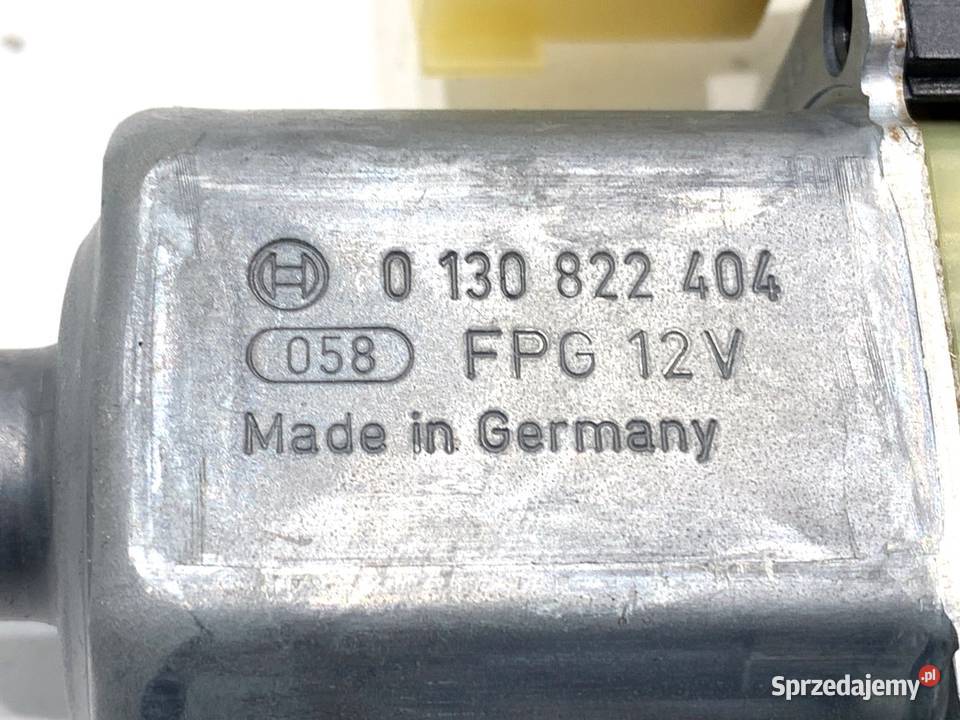 0 130 822 404
058 FPG 12V
Made in Germany
Sprzedajemy.pl